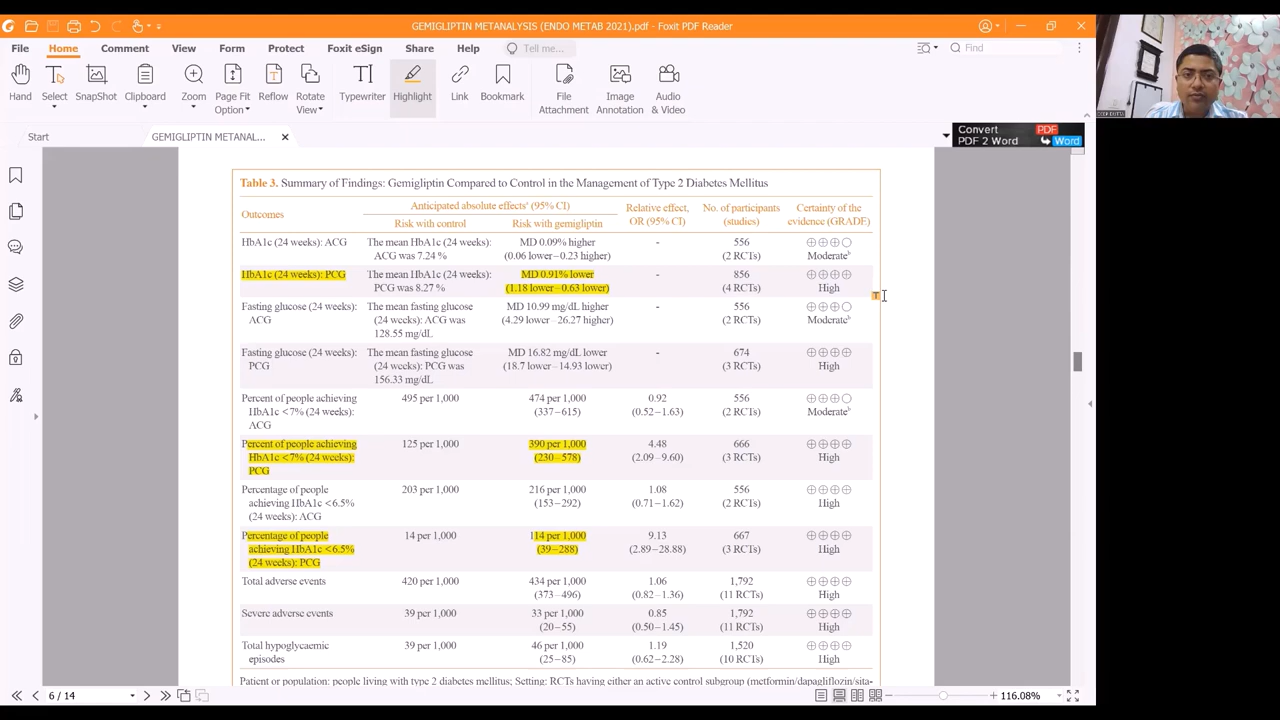 GEMIGLIPTIN METANALYSIS (ENDO METAB 2021).pdf - Foxit PDF Reader
File Home Comment View Form Protect Foxit eSign Share Help Tell me... Find
Hand Select SnapShot Clipboard Zoom Page Fit Option Reflow Rotate View Typewriter Highlight Link Bookmark File Attachment Image Annotation Audio & Video
Start GEMIGLIPTIN METANAL...
Convert PDF
PDF 2 Word Word
Table 3. Summary of Findings: Gemigliptin Compared to Control in the Management of Type 2 Diabetes Mellitus
Outcomes Anticipated absolute effectsᵃ (95% CI) Relative effect, OR (95% CI) No. of participants (studies) Certainty of the evidence (GRADE)
Risk with control Risk with gemigliptin
HbA1c (24 weeks): ACG The mean HbA1c (24 weeks): MD 0.09% higher - 556 ⊕⊕⊕◯
ACG was 7.24 % (0.06 lower–0.23 higher) (2 RCTs) Moderateᵇ
HbA1c (24 weeks): PCG The mean HbA1c (24 weeks): MD 0.91% lower - 856 ⊕⊕⊕⊕
PCG was 8.27 % (1.18 lower–0.63 lower) (4 RCTs) High
Fasting glucose (24 weeks): The mean fasting glucose MD 10.99 mg/dL higher - 556 ⊕⊕⊕◯
ACG (24 weeks): ACG was (4.29 lower–26.27 higher) (2 RCTs) Moderateᵇ
128.55 mg/dL
Fasting glucose (24 weeks): The mean fasting glucose MD 16.82 mg/dL lower - 674 ⊕⊕⊕⊕
PCG (24 weeks): PCG was (18.7 lower–14.93 lower) (3 RCTs) High
156.33 mg/dL
Percent of people achieving 495 per 1,000 474 per 1,000 0.92 556 ⊕⊕⊕◯
HbA1c <7% (24 weeks): (337–615) (0.52–1.63) (2 RCTs) Moderateᵇ
ACG
Percent of people achieving 125 per 1,000 390 per 1,000 4.48 666 ⊕⊕⊕⊕
HbA1c <7% (24 weeks): (230–578) (2.09–9.60) (3 RCTs) High
PCG
Percentage of people 203 per 1,000 216 per 1,000 1.08 556 ⊕⊕⊕⊕
achieving HbA1c <6.5% (153–292) (0.71–1.62) (2 RCTs) High
(24 weeks): ACG
Percentage of people 14 per 1,000 114 per 1,000 9.13 667 ⊕⊕⊕⊕
achieving HbA1c <6.5% (39–288) (2.89–28.88) (3 RCTs) High
(24 weeks): PCG
Total adverse events 420 per 1,000 434 per 1,000 1.06 1,792 ⊕⊕⊕⊕
(373–496) (0.82–1.36) (11 RCTs) High
Severe adverse events 39 per 1,000 33 per 1,000 0.85 1,792 ⊕⊕⊕⊕
(20–55) (0.50–1.45) (11 RCTs) High
Total hypoglycaemic 39 per 1,000 46 per 1,000 1.19 1,520 ⊕⊕⊕⊕
episodes (25–85) (0.62–2.28) (10 RCTs) High
Patient or population: people living with type 2 diabetes mellitus; Setting: RCTs having either an active control subgroup (metformin/dapagliflozin/sita-
6 / 14 116.08%